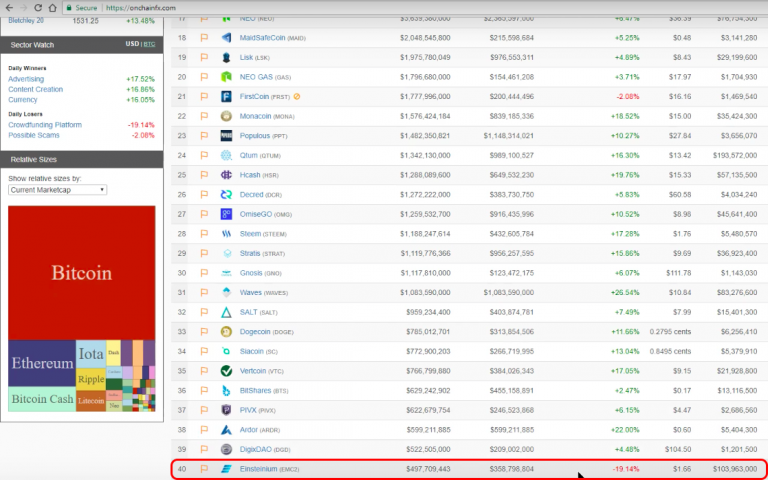 Secure https://onchainfx.com
Bletchley 20 1531.25 +13.48%
Sector Watch USD | BTC
Daily Winners
Advertising +17.52%
Content Creation +16.86%
Currency +16.05%
Daily Losers
Crowdfunding Platform -19.14%
Possible Scams -2.08%
Relative Sizes
Show relative sizes by:
Current Marketcap
Bitcoin
Ethereum
Iota
Dash
Ripple
Bitcoin Cash
Litecoin
17 NEO (NEO) +6.47% $36.39
18 MaidSafeCoin (MAID) $2,048,545,800 $215,598,684 +5.25% $0.48 $3,141,280
19 Lisk (LSK) $1,975,780,049 $976,553,311 +4.89% $8.43 $29,199,600
20 NEO GAS (GAS) $1,796,680,000 $154,461,208 +3.71% $17.97 $1,704,930
21 FirstCoin (FRST) $1,777,996,000 $200,444,496 -2.08% $16.16 $1,469,540
22 Monacoin (MONA) $1,576,424,184 $839,185,336 +18.52% $15.00 $35,424,300
23 Populous (PPT) $1,482,350,821 $1,148,314,021 +10.27% $27.84 $3,656,070
24 Qtum (QTUM) $1,342,130,000 $989,100,527 +16.30% $13.42 $193,572,000
25 Hcash (HSR) $1,288,089,600 $649,532,230 +19.76% $15.33 $57,135,500
26 Decred (DCR) $1,272,222,000 $383,730,750 +5.83% $60.58 $4,034,240
27 OmiseGO (OMG) $1,259,532,700 $916,435,996 +10.52% $8.98 $45,641,400
28 Steem (STEEM) $1,188,247,614 $432,605,784 +17.28% $1.76 $5,480,570
29 Stratis (STRAT) $1,119,776,366 $956,257,595 +15.86% $9.69 $36,923,400
30 Gnosis (GNO) $1,117,810,000 $123,472,175 +6.07% $111.78 $1,143,030
31 Waves (WAVES) $1,083,590,000 $1,083,590,000 +26.54% $10.84 $83,276,600
32 SALT (SALT) $959,234,400 $403,874,781 +7.49% $7.99 $15,401,300
33 Dogecoin (DOGE) $785,012,701 $313,854,506 +11.66% 0.2795 cents $6,256,410
34 Siacoin (SC) $772,900,203 $266,719,995 +13.04% 0.8495 cents $5,379,910
35 Vertcoin (VTC) $766,799,880 $384,026,343 +17.05% $9.15 $21,928,800
36 BitShares (BTS) $629,242,902 $455,158,891 +2.47% $0.17 $13,116,500
37 PIVX (PIVX) $622,679,754 $246,523,868 +6.15% $4.47 $2,686,560
38 Ardor (ARDR) $599,211,885 $599,211,885 +22.00% $0.60 $5,404,300
39 DigixDAO (DGD) $522,505,000 $209,002,000 +4.48% $104.50 $1,201,500
40 Einsteinium (EMC2) $497,709,443 $358,798,804 -19.14% $1.66 $103,963,000